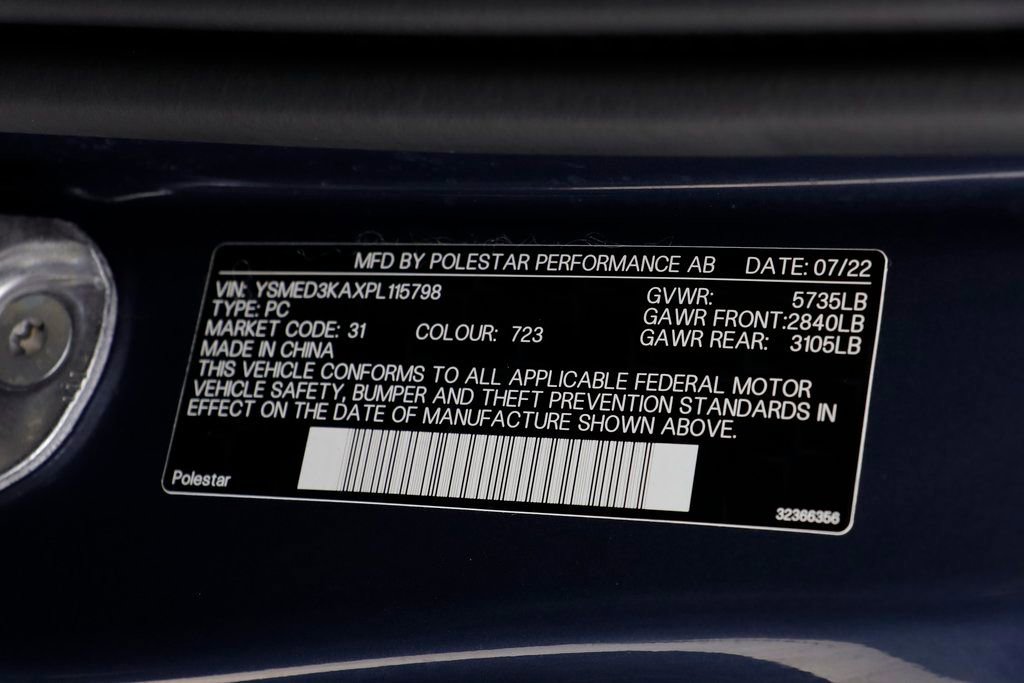 MFD BY POLESTAR PERFORMANCE AB DATE: 07/22
VIN: YSMED3KAXPL115798 GVWR: 5735LB
TYPE: PC GAWR FRONT:2840LB
MARKET CODE: 31 COLOUR: 723 GAWR REAR: 3105LB
MADE IN CHINA
THIS VEHICLE CONFORMS TO ALL APPLICABLE FEDERAL MOTOR
VEHICLE SAFETY, BUMPER AND THEFT PREVENTION STANDARDS IN
EFFECT ON THE DATE OF MANUFACTURE SHOWN ABOVE.
Polestar 32366356